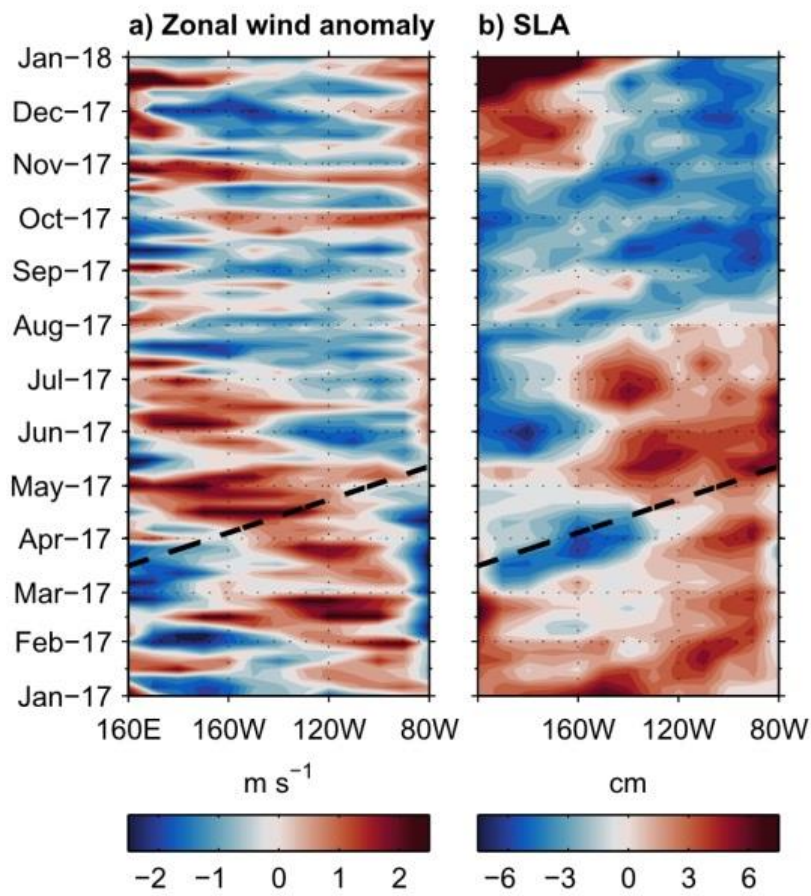 a) Zonal wind anomaly b) SLA
Jan−18
Dec−17
Nov−17
Oct−17
Sep−17
Aug−17
Jul−17
Jun−17
May−17
Apr−17
Mar−17
Feb−17
Jan−17
160E 160W 120W 80W 160W 120W 80W
m s⁻¹ cm
−2 −1 0 1 2 −6 −3 0 3 6